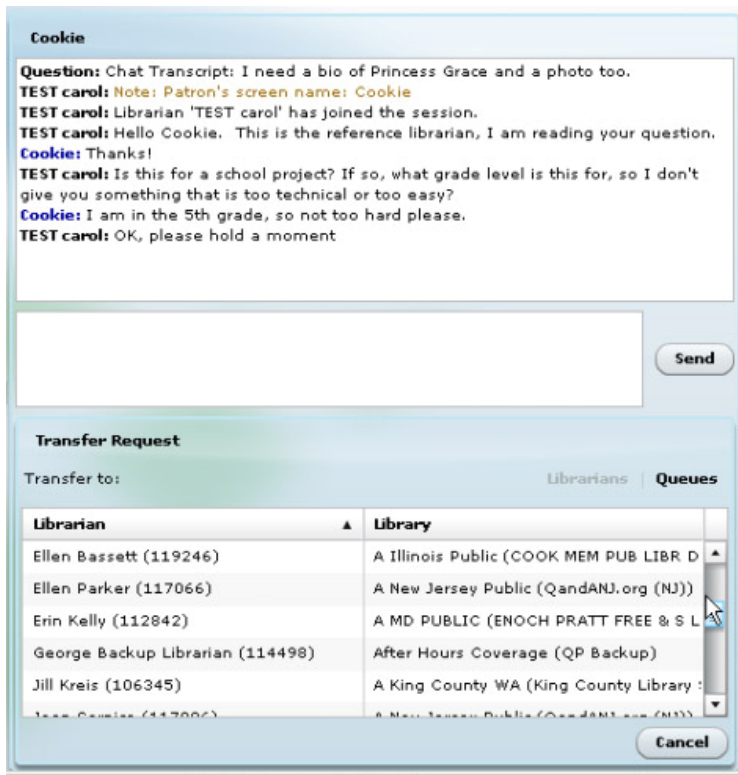 Cookie
Question: Chat Transcript: I need a bio of Princess Grace and a photo too.
TEST carol: Note: Patron's screen name: Cookie
TEST carol: Librarian 'TEST carol' has joined the session.
TEST carol: Hello Cookie.  This is the reference librarian, I am reading your question.
Cookie: Thanks!
TEST carol: Is this for a school project? If so, what grade level is this for, so I don't
give you something that is too technical or too easy?
Cookie: I am in the 5th grade, so not too hard please.
TEST carol: OK, please hold a moment
Send
Transfer Request
Transfer to: Librarians | Queues
Librarian ▲ Library
Ellen Bassett (119246) A Illinois Public (COOK MEM PUB LIBR D
Ellen Parker (117066) A New Jersey Public (QandANJ.org (NJ))
Erin Kelly (112842) A MD PUBLIC (ENOCH PRATT FREE & S L
George Backup Librarian (114498) After Hours Coverage (QP Backup)
Jill Kreis (106345) A King County WA (King County Library
A New Jersey Public (QandANJ.org (NJ))
Cancel